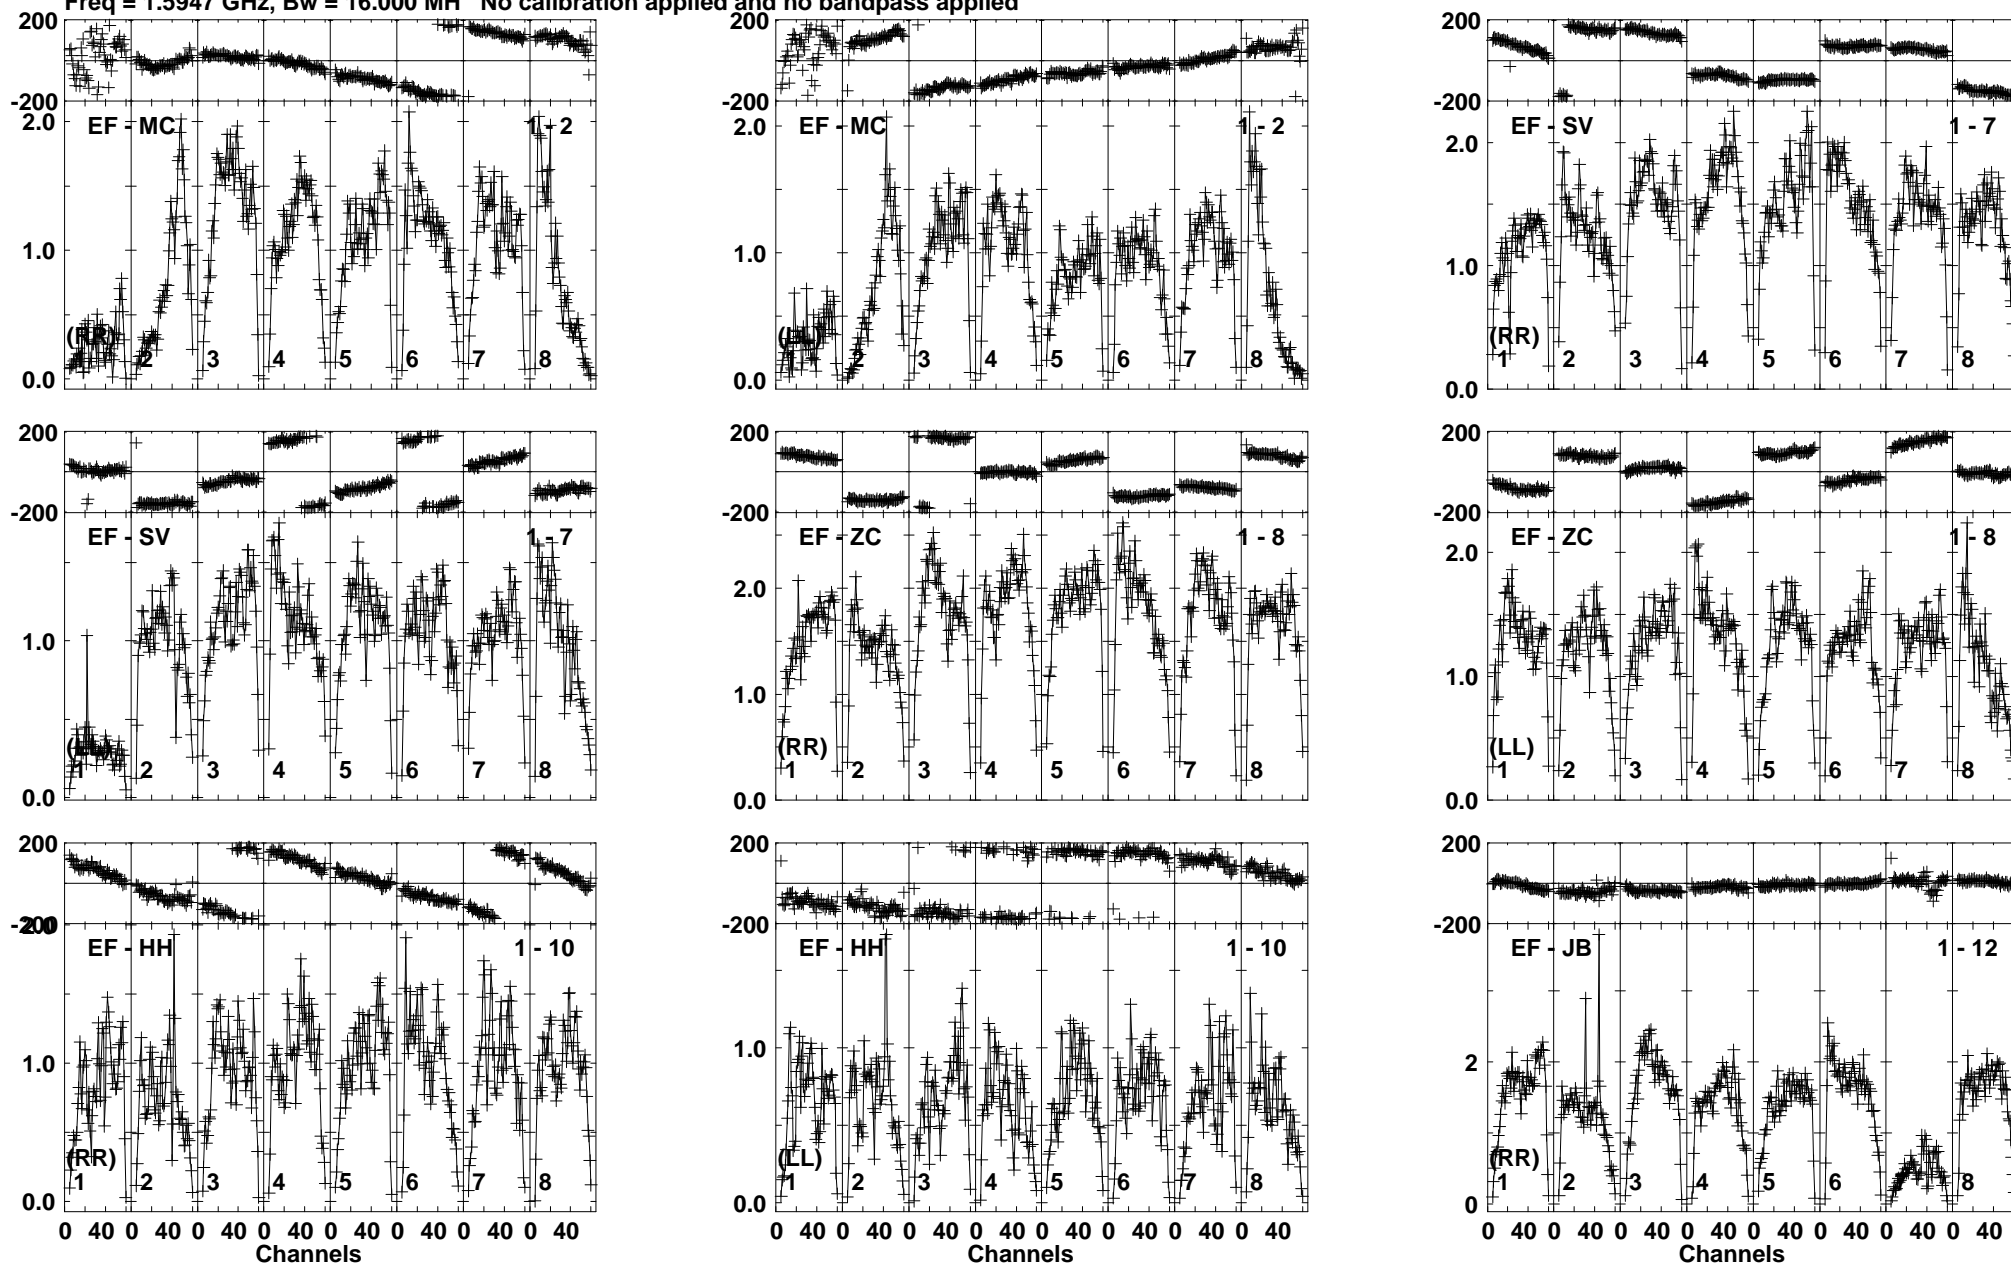 Freq = 1.5947 GHz, Bw = 16.000 MH No calibration applied and no bandpass applied
200 200 200
-200 -200 -200
2.0 EF - MC 1 - 2 2.0 EF - MC 1 - 2 2.0 EF - SV 1 - 7
1.0 1.0 1.0
(RR) (LL) (RR)
1 2 3 4 5 6 7 8 1 2 3 4 5 6 7 8 1 2 3 4 5 6 7 8
0.0 0.0 0.0
200 200 200
-200 -200 -200
EF - SV 1 - 7 EF - ZC 1 - 8 EF - ZC 1 - 8
2.0 2.0
1.0 1.0 1.0
(LL) (RR) (LL)
1 2 3 4 5 6 7 8 1 2 3 4 5 6 7 8 1 2 3 4 5 6 7 8
0.0 0.0 0.0
200 200 200
-200 -200 -200
2.0 EF - HH 1 - 10 EF - HH 1 - 10 EF - JB 1 - 12
1.0 1.0 2
(RR) (LL) (RR)
1 2 3 4 5 6 7 8 1 2 3 4 5 6 7 8 1 2 3 4 5 6 7 8
0.0 0.0 0
0 40 0 40 0 40 0 40 0 40 0 40 0 40 0 40 0 40 0 40 0 40 0 40 0 40 0 40 0 40 0 40 0 40 0 40 0 40 0 40 0 40 0 40 0 40 0 40
Channels Channels Channels